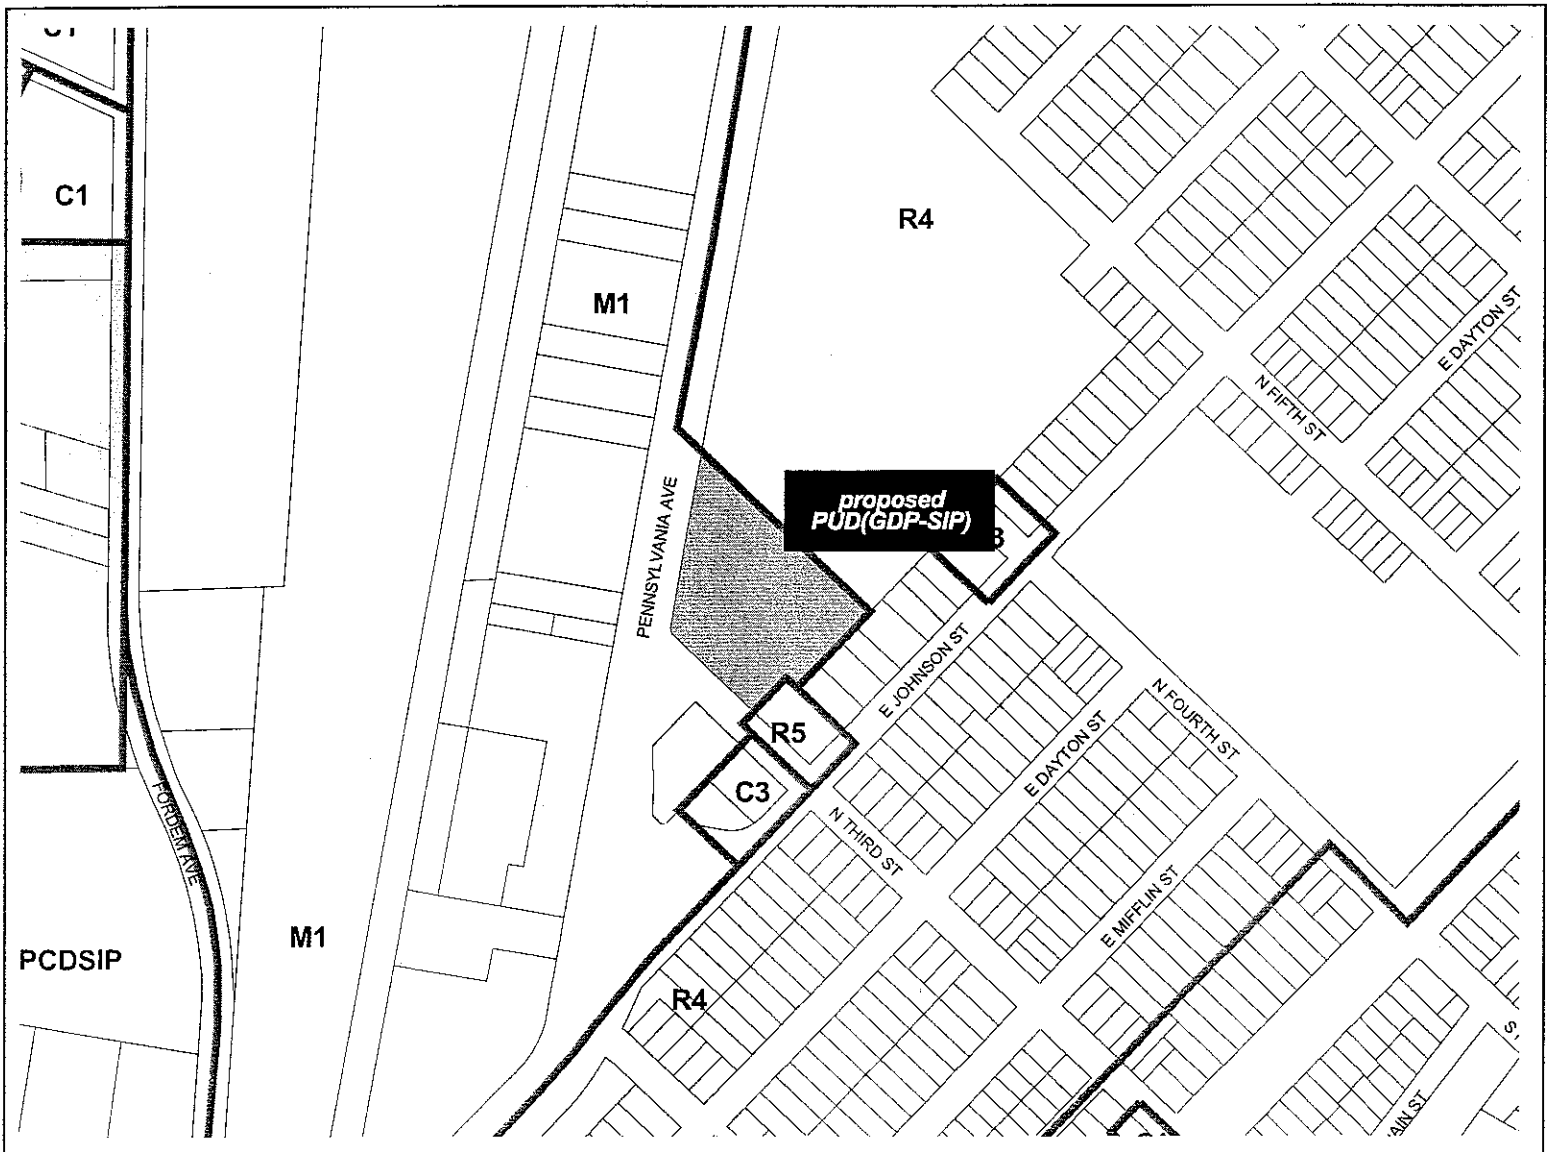 C1
R4
M1
E DAYTON ST
N FIFTH ST
proposed
PUD(GDP-SIP)
PENNSYLVANIA AVE
E JOHNSON ST
N FOURTH ST
R5
E DAYTON ST
C3
N THIRD ST
FORDEM AVE
E MIFFLIN ST
M1
PCDSIP
R4